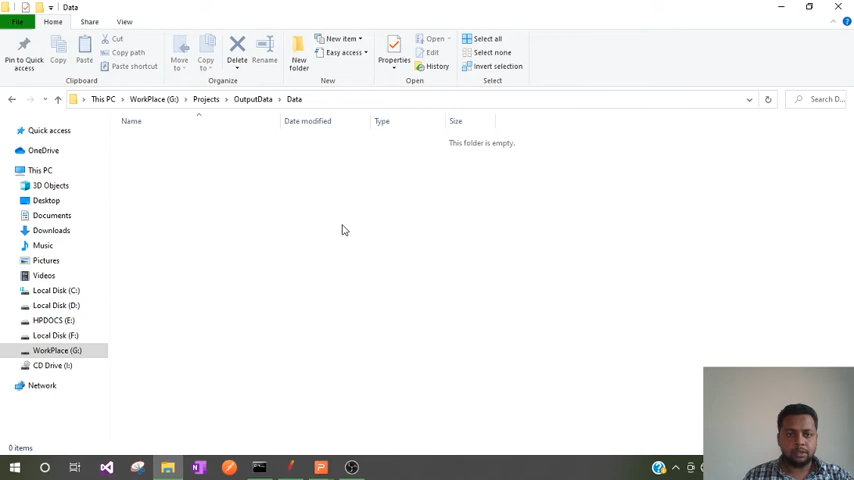 Data
File
Home
Share
View
Pin to Quick access
Copy
Paste
Cut
Copy path
Paste shortcut
Clipboard
Move to
Copy to
Delete
Rename
Organize
New folder
New item
Easy access
New
Properties
Open
Edit
History
Open
Select all
Select none
Invert selection
Select
This PC > WorkPlace (G:) > Projects > OutputData > Data
Search D...
Name
Date modified
Type
Size
This folder is empty.
Quick access
OneDrive
This PC
3D Objects
Desktop
Documents
Downloads
Music
Pictures
Videos
Local Disk (C:)
Local Disk (D:)
HPDOCS (E:)
Local Disk (F:)
WorkPlace (G:)
CD Drive (I:)
Network
0 items